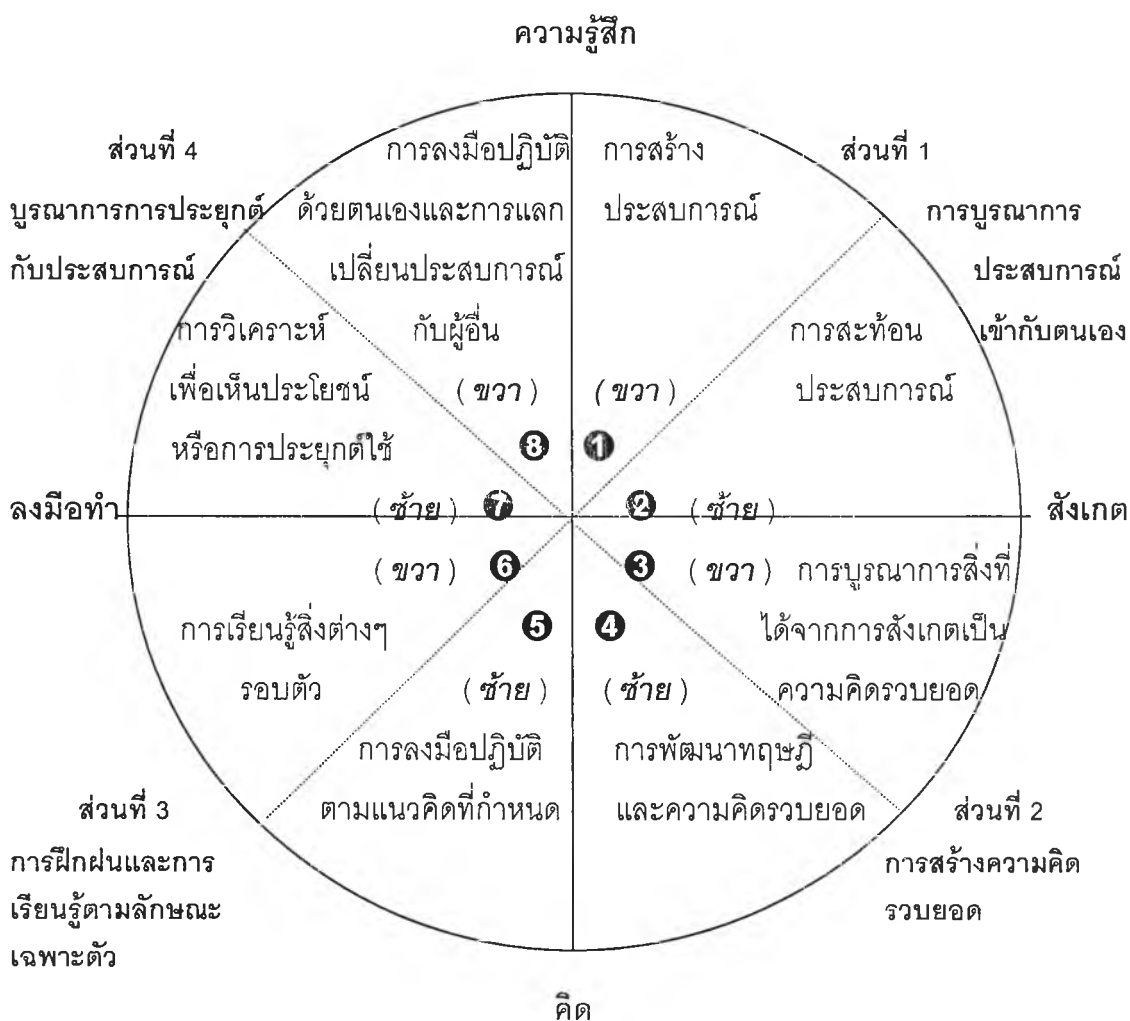 ความรู้สึก
ส่วนที่ 1
การบูรณาการ
ประสบการณ์
เข้ากับตนเอง
การสร้าง
ประสบการณ์
(ขวา)
1
การสะท้อน
ประสบการณ์
2
(ซ้าย)
สังเกต
3
(ขวา) การบูรณาการสิ่งที่
ได้จากการสังเกตเป็น
ความคิดรวบยอด
4
(ซ้าย)
การพัฒนาทฤษฎี
และความคิดรวบยอด
ส่วนที่ 2
การสร้างความคิด
รวบยอด
คิด
5
(ซ้าย)
การลงมือปฏิบัติ
ตามแนวคิดที่กำหนด
6
(ขวา)
การเรียนรู้สิ่งต่างๆ
รอบตัว
ส่วนที่ 3
การฝึกฝนและการ
เรียนรู้ตามลักษณะ
เฉพาะตัว
ลงมือทำ
การวิเคราะห์
เพื่อเห็นประโยชน์
หรือการประยุกต์ใช้
(ซ้าย)
7
การลงมือปฏิบัติ
ด้วยตนเองและการแลก
เปลี่ยนประสบการณ์
กับผู้อื่น
(ขวา)
8
ส่วนที่ 4
บูรณาการการประยุกต์
กับประสบการณ์